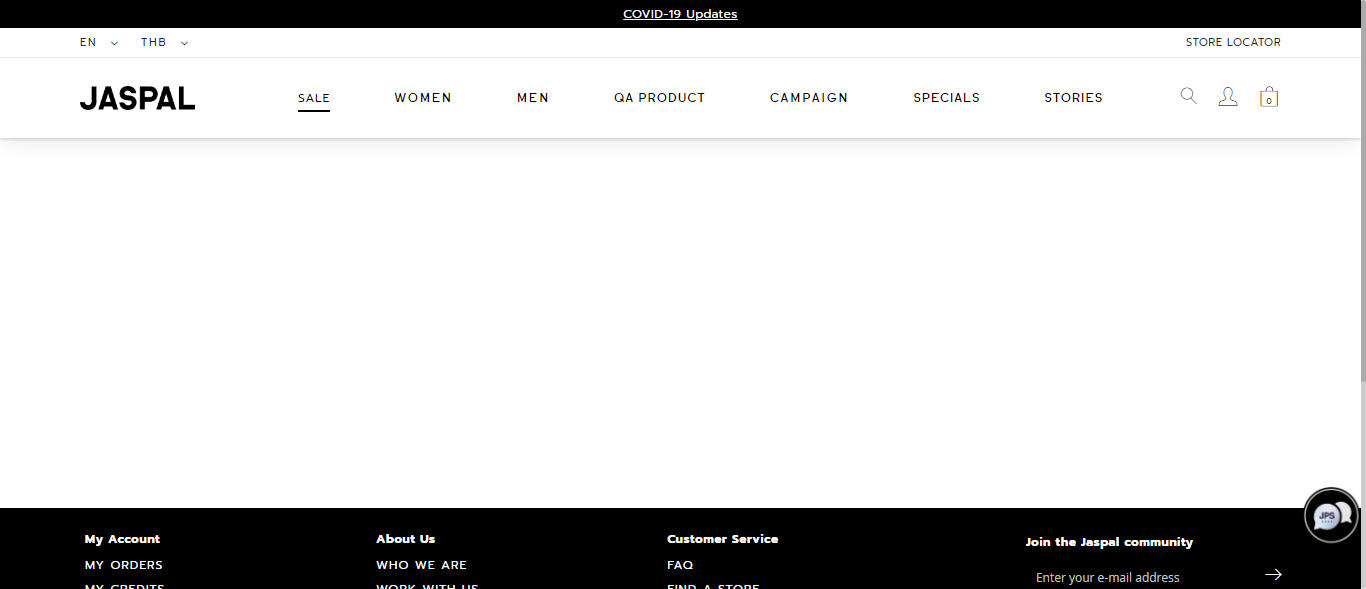 COVID-19 Updates
EN THB STORE LOCATOR
JASPAL SALE WOMEN MEN QA PRODUCT CAMPAIGN SPECIALS STORIES 0
JPS
My Account About Us Customer Service Join the Jaspal community
MY ORDERS WHO WE ARE FAQ
Enter your e-mail address
MY CREDITS WORK WITH US FIND A STORE